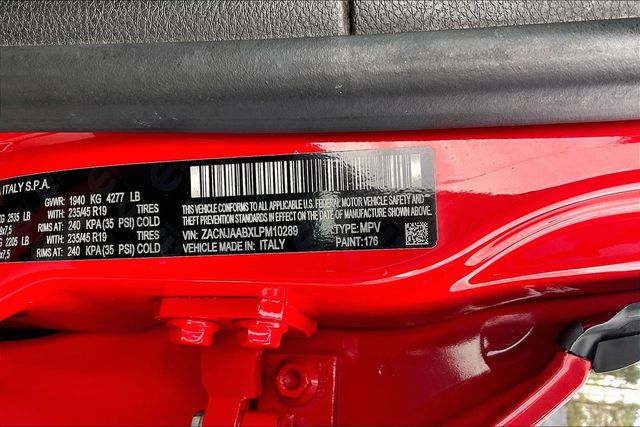 ITALY S.P.A.
GVWR: 1940 KG 4277 LB
2535 LB WITH 235/45 R19 TIRES
RIMS AT: 240 KPA (35 PSI) COLD
2205 LB WITH 235/45 R19 TIRES
RIMS AT: 240 KPA (35 PSI) COLD
THIS VEHICLE CONFORMS TO ALL APPLICABLE U.S. FEDERAL MOTOR VEHICLE SAFETY, BUMPER, AND
THEFT PREVENTION STANDARDS IN EFFECT ON THE DATE OF MANUFACTURE SHOWN ABOVE.
VIN: ZACNJAABXLPM10289 TYPE: MPV
VEHICLE MADE IN: ITALY PAINT: 176